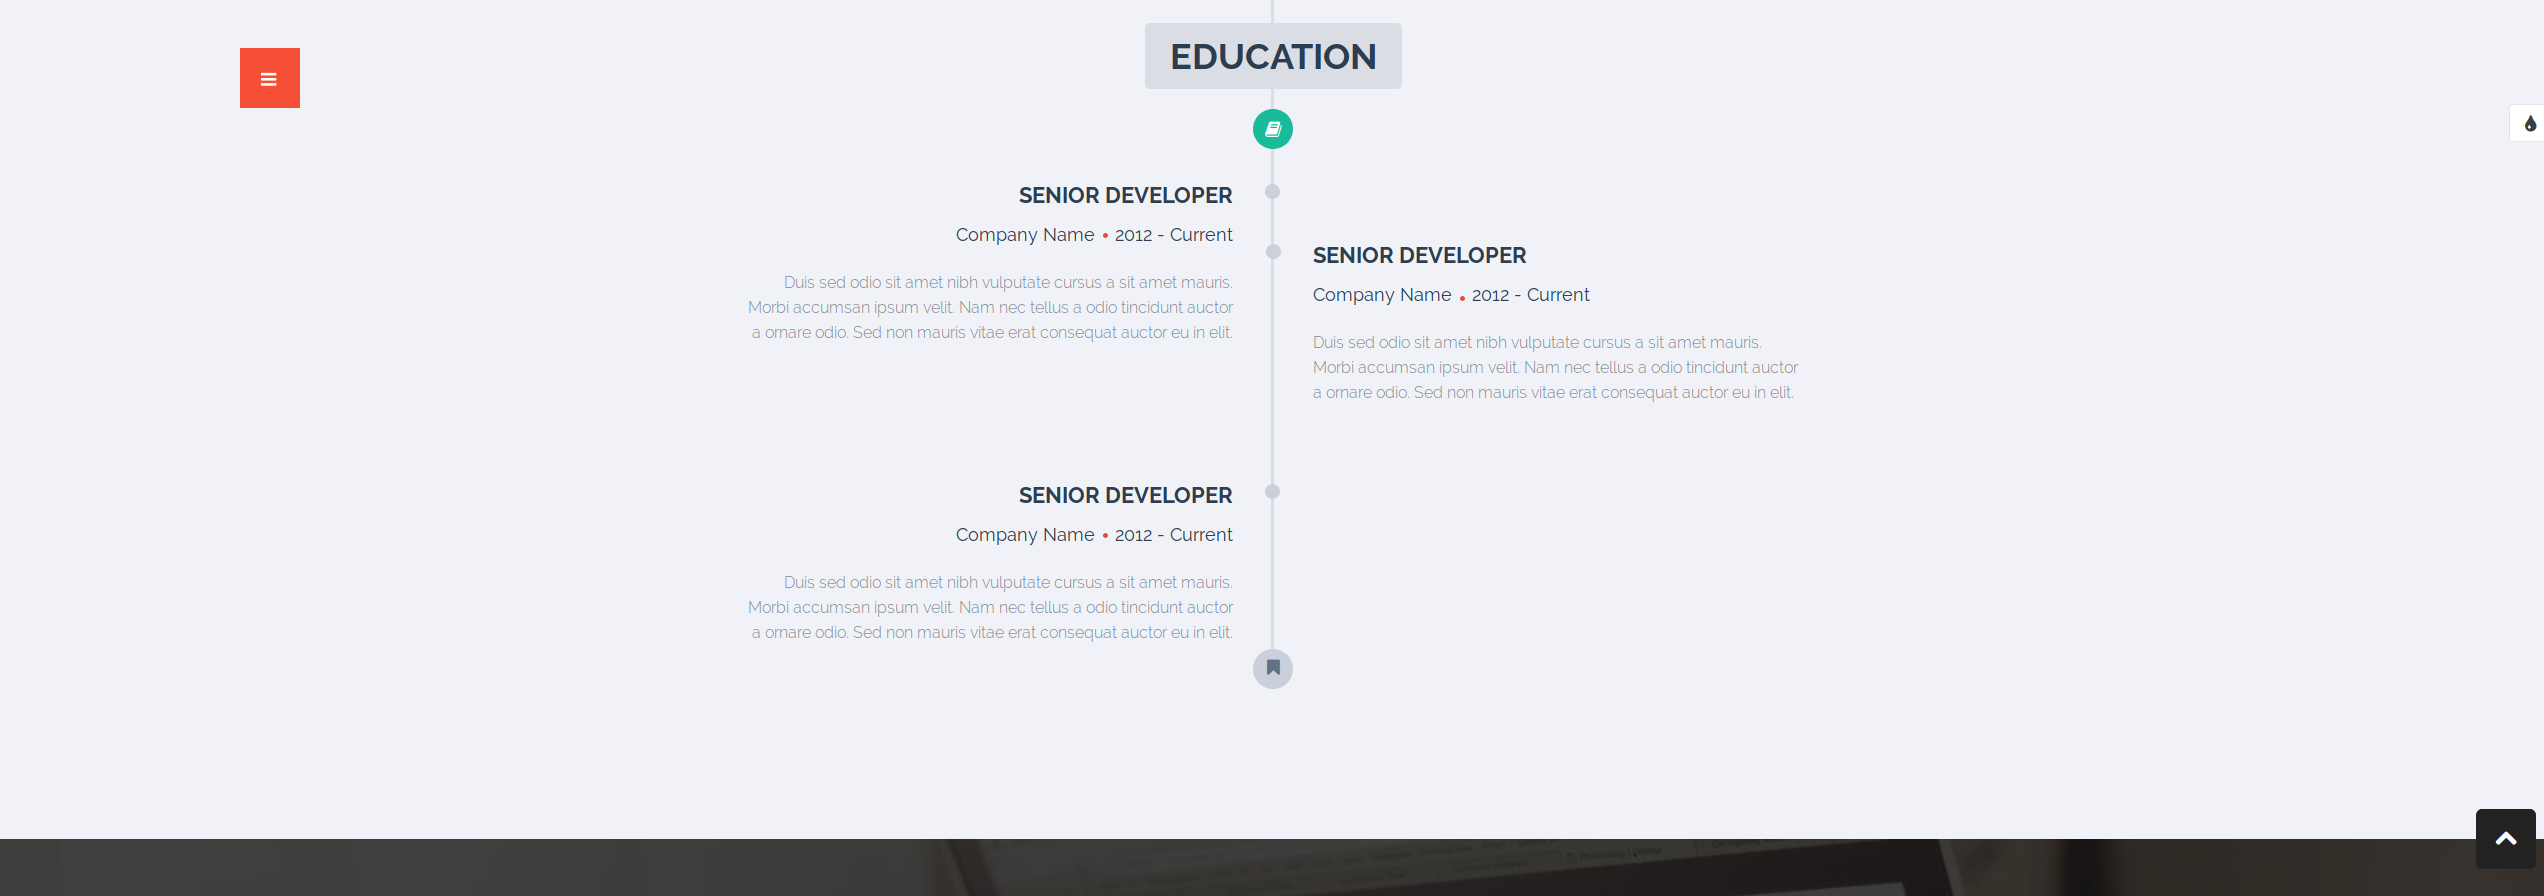 EDUCATION
SENIOR DEVELOPER
Company Name • 2012 - Current
Duis sed odio sit amet nibh vulputate cursus a sit amet mauris.
Morbi accumsan ipsum velit. Nam nec tellus a odio tincidunt auctor
a ornare odio. Sed non mauris vitae erat consequat auctor eu in elit.
SENIOR DEVELOPER
Company Name • 2012 - Current
Duis sed odio sit amet nibh vulputate cursus a sit amet mauris.
Morbi accumsan ipsum velit. Nam nec tellus a odio tincidunt auctor
a ornare odio. Sed non mauris vitae erat consequat auctor eu in elit.
SENIOR DEVELOPER
Company Name • 2012 - Current
Duis sed odio sit amet nibh vulputate cursus a sit amet mauris.
Morbi accumsan ipsum velit. Nam nec tellus a odio tincidunt auctor
a ornare odio. Sed non mauris vitae erat consequat auctor eu in elit.